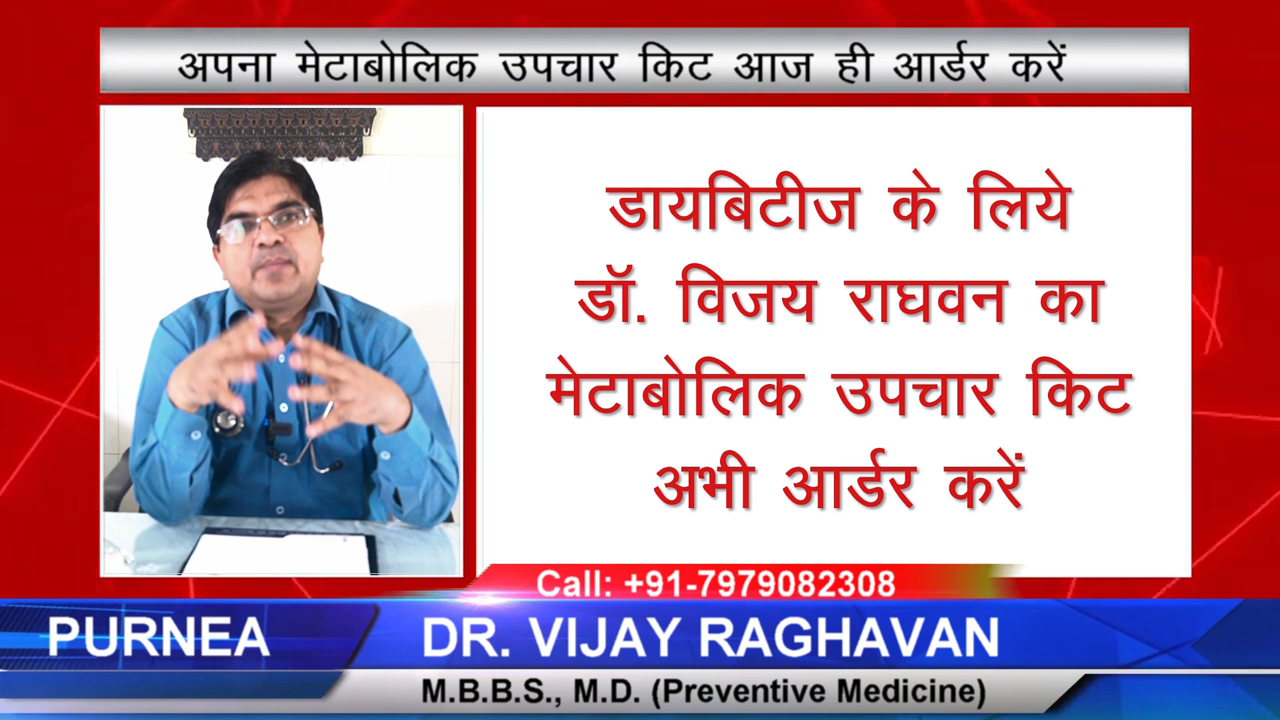 अपना मेटाबोलिक उपचार किट आज ही आर्डर करें
डायबिटीज के लिये
डॉ. विजय राघवन का
मेटाबोलिक उपचार किट
अभी आर्डर करें
Call: +91-7979082308
PURNEA
DR. VIJAY RAGHAVAN
M.B.B.S., M.D. (Preventive Medicine)